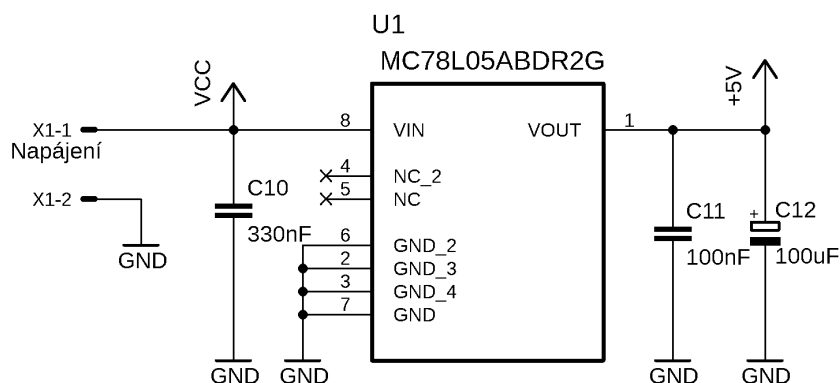 U1
MC78L05ABDR2G
VCC
+5V
X1-1
Napájení
8
VIN
VOUT
1
4
NC_2
5
NC
X1-2
C10
330nF
GND
6
GND_2
2
GND_3
3
GND_4
7
GND
C11
100nF
+
C12
100uF
GND
GND
GND
GND